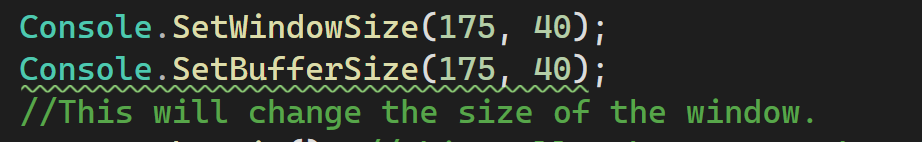 Console.SetWindowSize(175, 40);
Console.SetBufferSize(175, 40);
//This will change the size of the window.